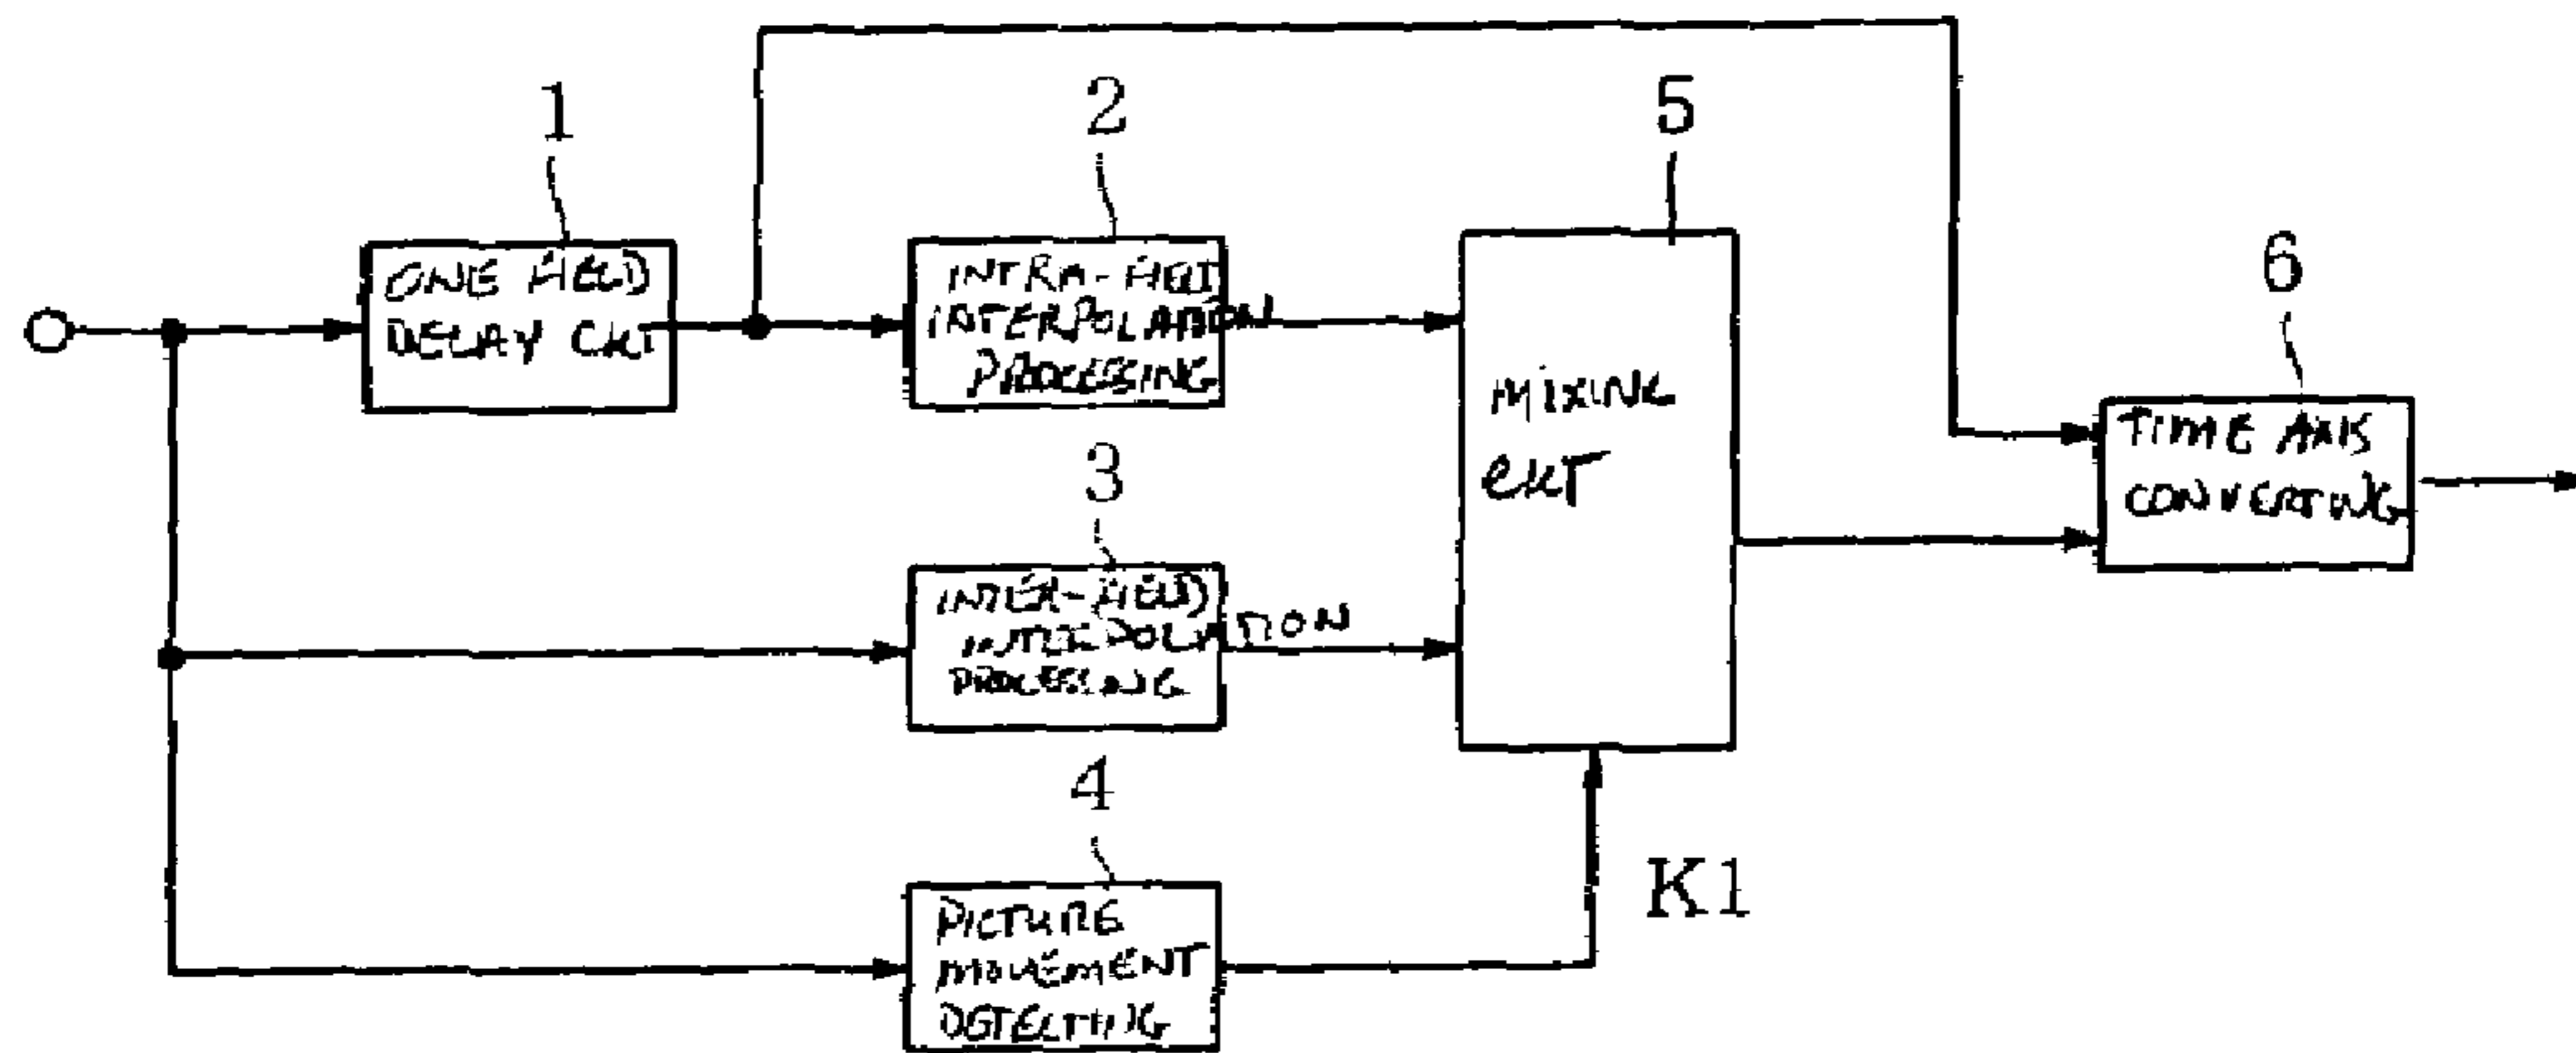 1
ONE FIELD
DELAY CKT
2
INTRA-FIELD
INTERPOLATION
PROCESSING
3
INTER-FIELD
INTERPOLATION
PROCESSING
4
PICTURE
MOVEMENT
DETECTING
5
MIXING
CKT
K1
6
TIME AXIS
CONVERTING